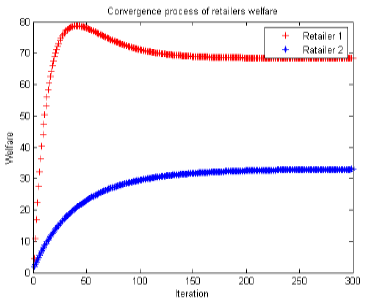 Convergence process of retailers welfare
80
70
60
50
40
30
20
10
0
Welfare
Retailer 1
Ratailer 2
0 50 100 150 200 250 300
Iteration